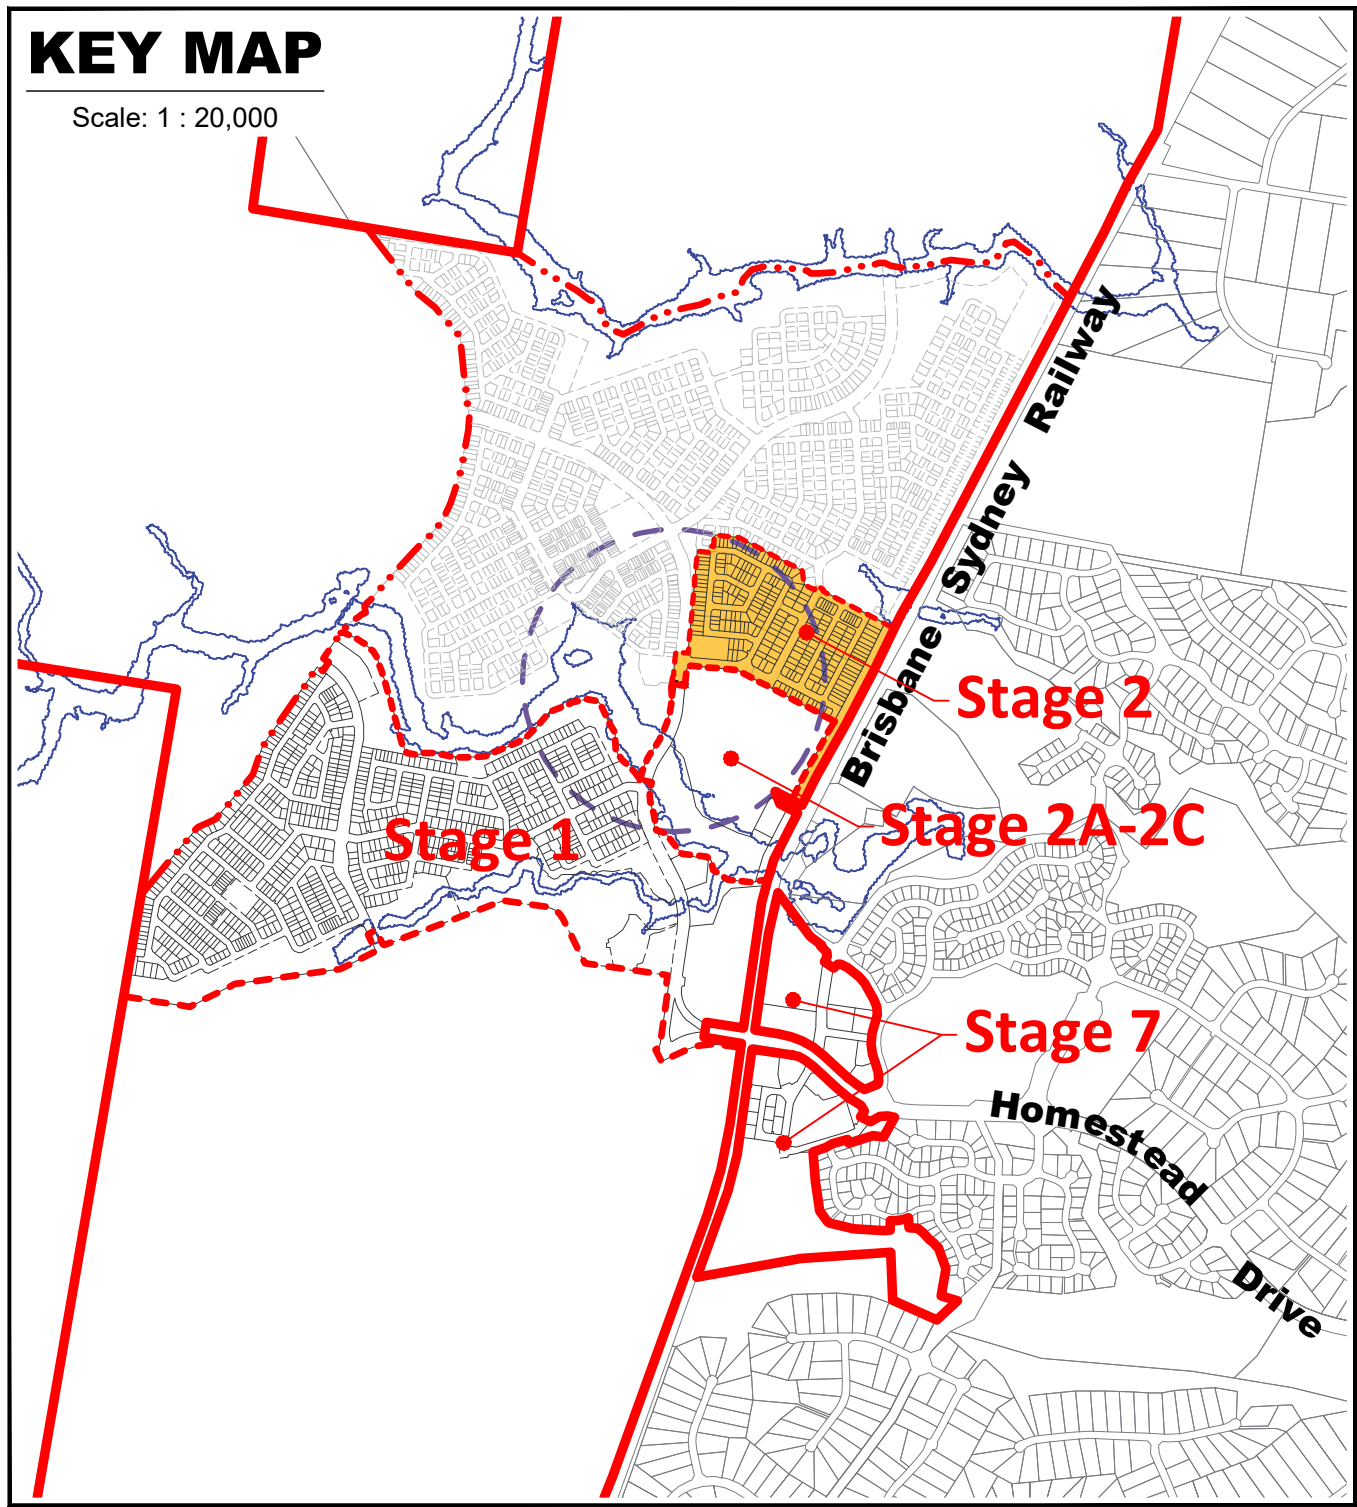 KEY MAP
Scale: 1 : 20,000
Brisbane Sydney Railway
Stage 2
Stage 2A-2C
Stage 1
Stage 7
Homestead Drive